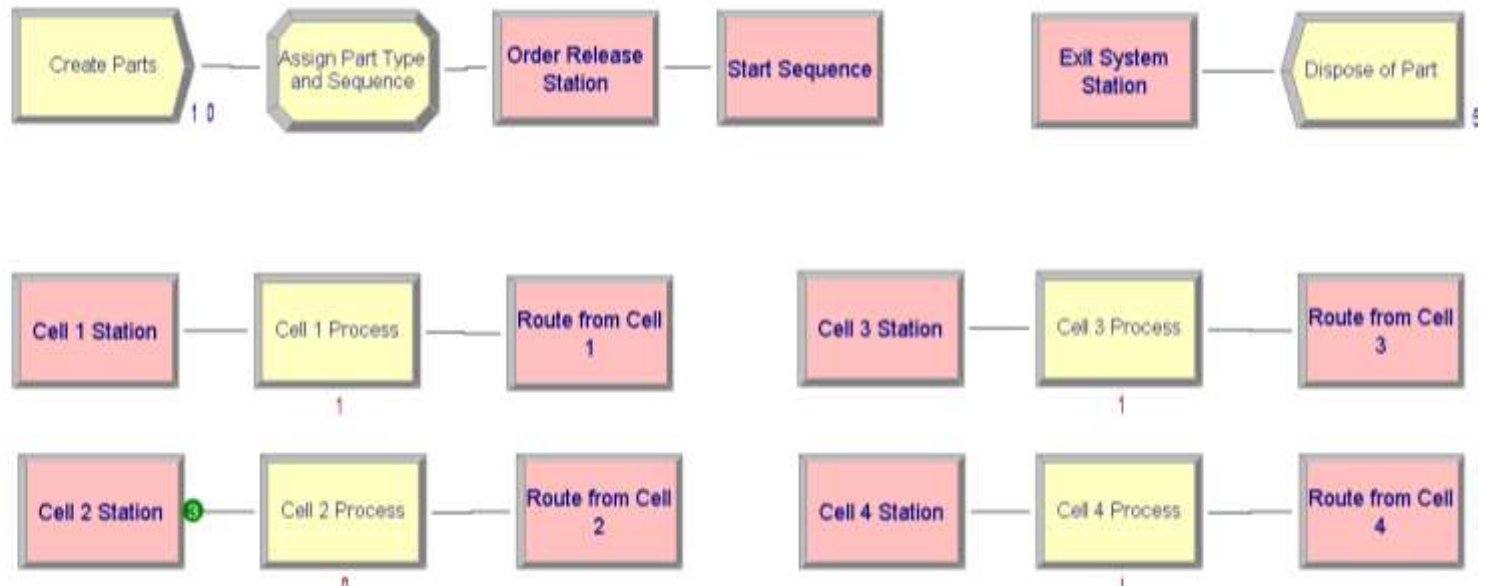 Create Parts
Assign Part Type
and Sequence
Order Release
Station
Start Sequence
Exit System
Station
Dispose of Part
1 0
5
Cell 1 Station
Cell 1 Process
Route from Cell
1
Cell 3 Station
Cell 3 Process
Route from Cell
3
1
1
Cell 2 Station
3
Cell 2 Process
Route from Cell
2
Cell 4 Station
Cell 4 Process
Route from Cell
4